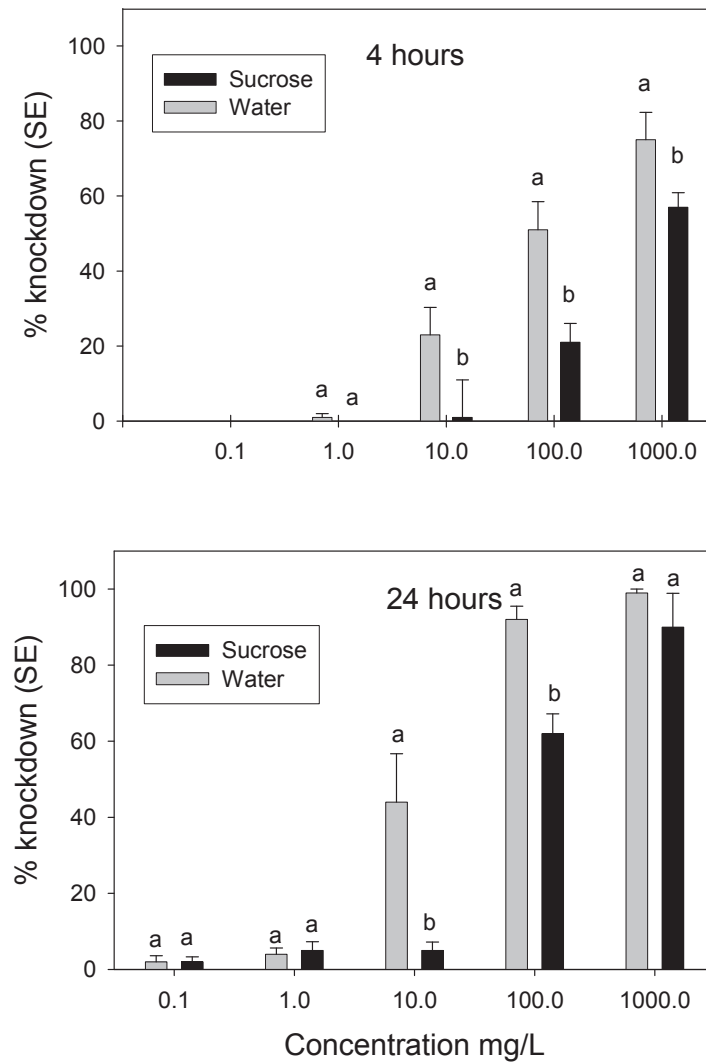 4 hours
% knockdown (SE)
100
80
60
40
20
0
Sucrose
Water
a a
a b
a b
a b
0.1 1.0 10.0 100.0 1000.0
24 hours
% knockdown (SE)
100
80
60
40
20
0
Sucrose
Water
a a
a a
a b
a b
a a
0.1 1.0 10.0 100.0 1000.0
Concentration mg/L